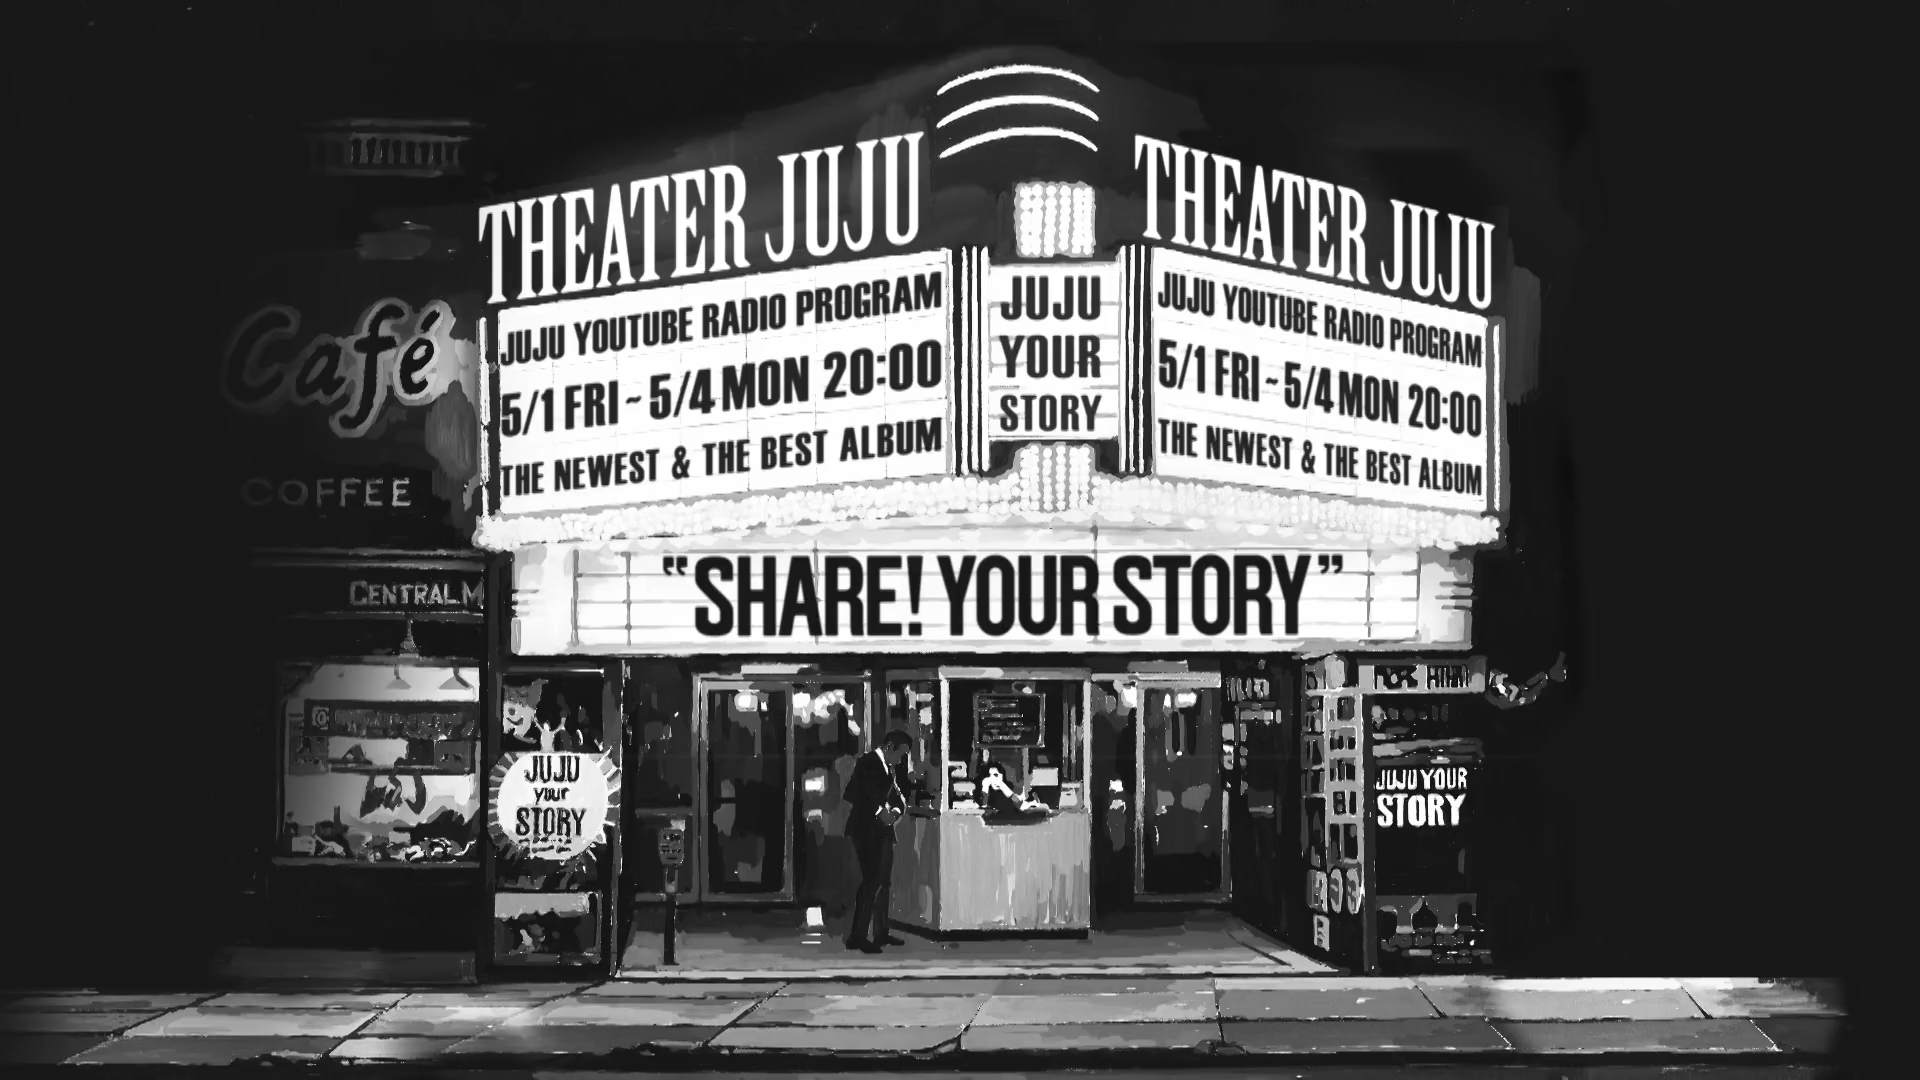 THEATER JUJU
JUJU YOUTUBE RADIO PROGRAM
5/1 FRI~5/4 MON 20:00
THE NEWEST & THE BEST ALBUM
JUJU
YOUR
STORY
THEATER JUJU
JUJU YOUTUBE RADIO PROGRAM
5/1 FRI~5/4 MON 20:00
THE NEWEST & THE BEST ALBUM
Café
COFFEE
CENTRAL M
“SHARE! YOUR STORY”
JUJU
your
STORY
JUJU YOUR
STORY